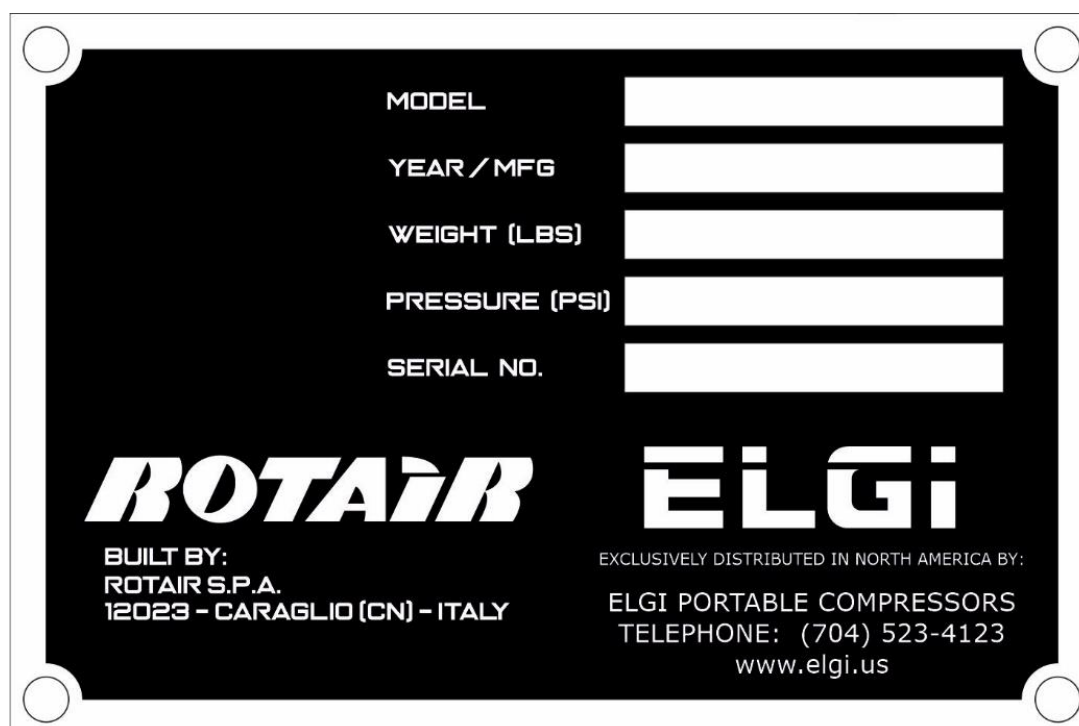 MODEL
YEAR / MFG
WEIGHT (LBS)
PRESSURE (PSI)
SERIAL NO.
ROTAiR
BUILT BY:
ROTAIR S.P.A.
12023 - CARAGLIO (CN) - ITALY
ELGi
EXCLUSIVELY DISTRIBUTED IN NORTH AMERICA BY:
ELGI PORTABLE COMPRESSORS
TELEPHONE: (704) 523-4123
www.elgi.us